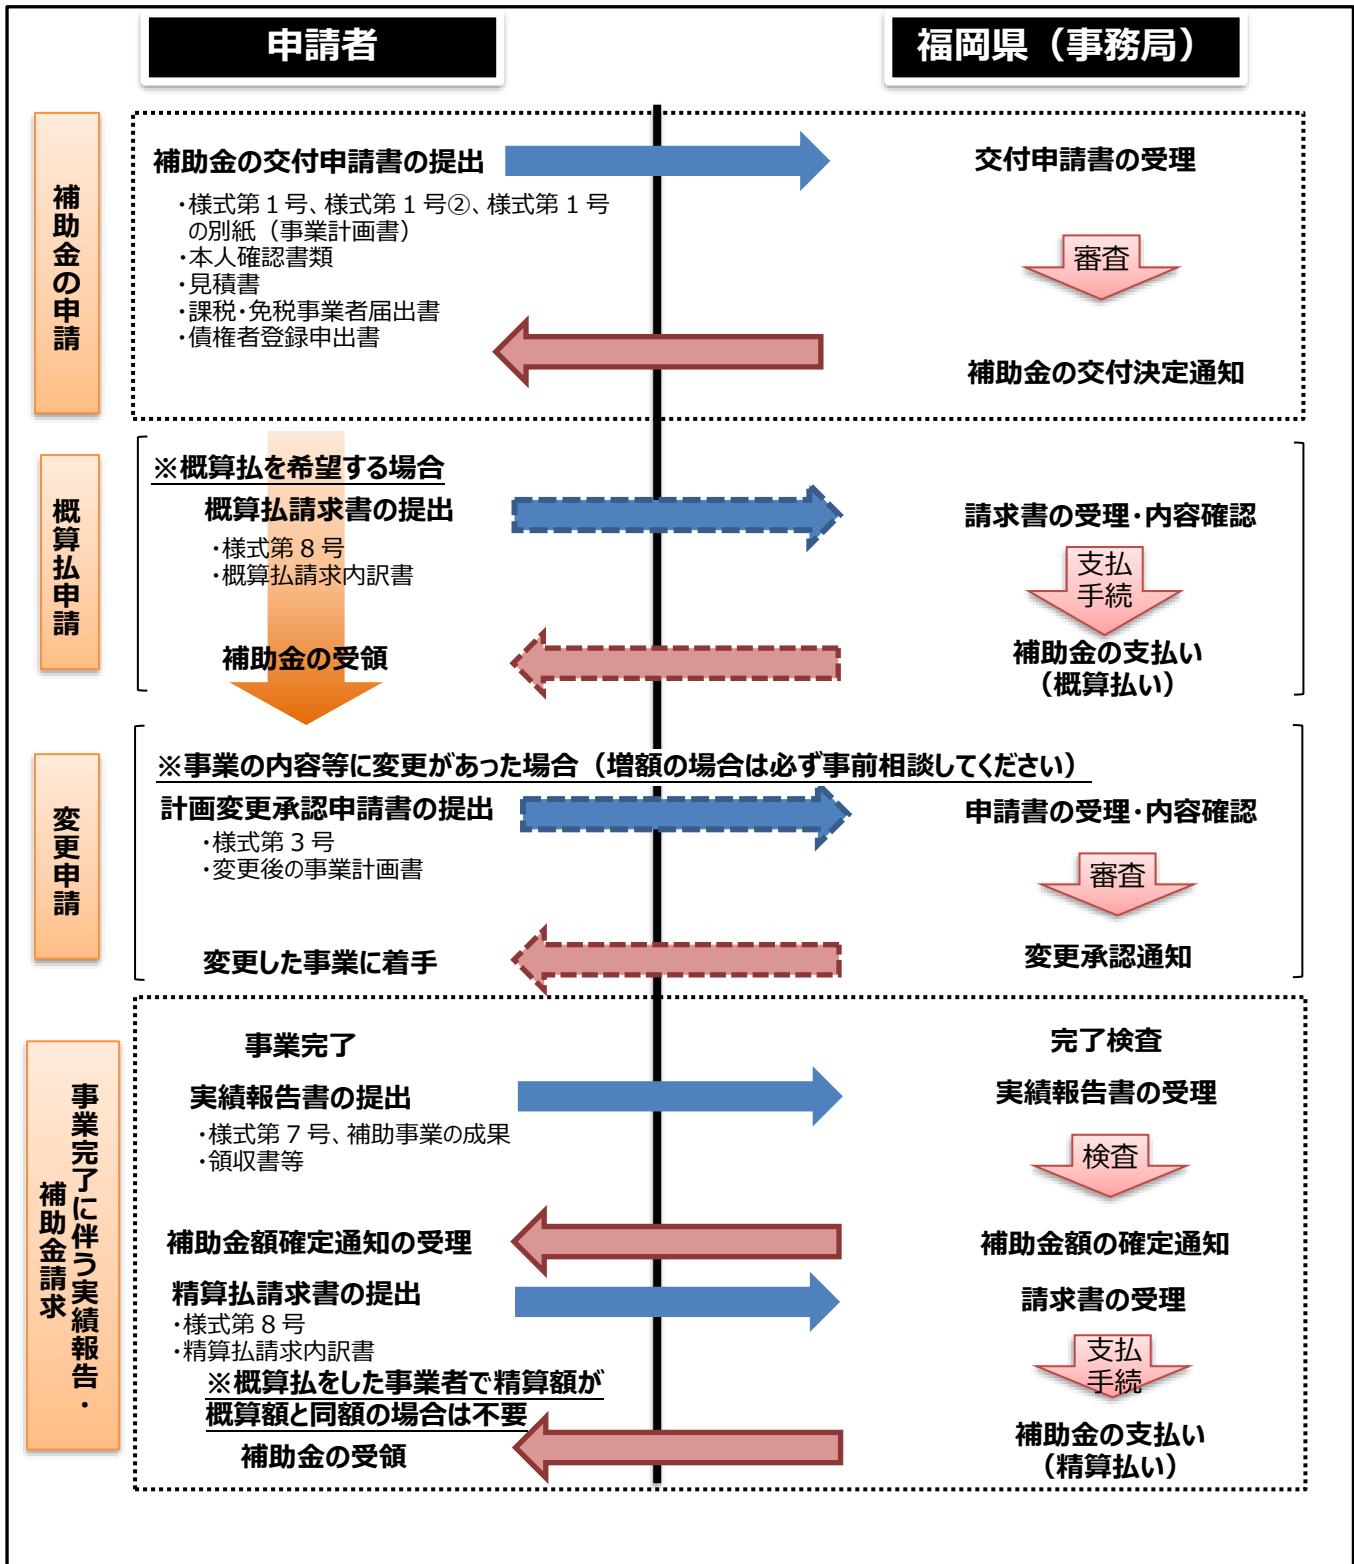 申請者
福岡県（事務局）
補助金の申請
補助金の交付申請書の提出
・様式第１号、様式第１号②、様式第１号
の別紙（事業計画書）
・本人確認書類
・見積書
・課税・免税事業者届出書
・債権者登録申出書
交付申請書の受理
審査
補助金の交付決定通知
概算払申請
※概算払を希望する場合
概算払請求書の提出
・様式第８号
・概算払請求内訳書
補助金の受領
請求書の受理・内容確認
支払
手続
補助金の支払い
（概算払い）
変更申請
※事業の内容等に変更があった場合（増額の場合は必ず事前相談してください）
計画変更承認申請書の提出
・様式第３号
・変更後の事業計画書
変更した事業に着手
申請書の受理・内容確認
審査
変更承認通知
事業完了に伴う実績報告・
補助金請求
事業完了
実績報告書の提出
・様式第７号、補助事業の成果
・領収書等
補助金額確定通知の受理
精算払請求書の提出
・様式第８号
・精算払請求内訳書
※概算払をした事業者で精算額が
概算額と同額の場合は不要
補助金の受領
完了検査
実績報告書の受理
検査
補助金額の確定通知
請求書の受理
支払
手続
補助金の支払い
（精算払い）